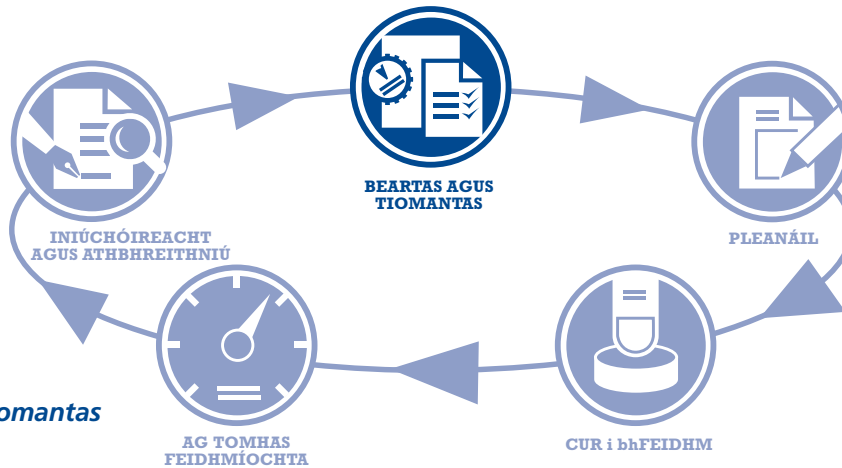 BEARTAS AGUS
TIOMANTAS
INIÚCHÓIREACHT
AGUS ATHBHREITHNIÚ
PLEANÁIL
omantas
AG TOMHAS
FEIDHMÍOCHTA
CUR i bhFEIDHM